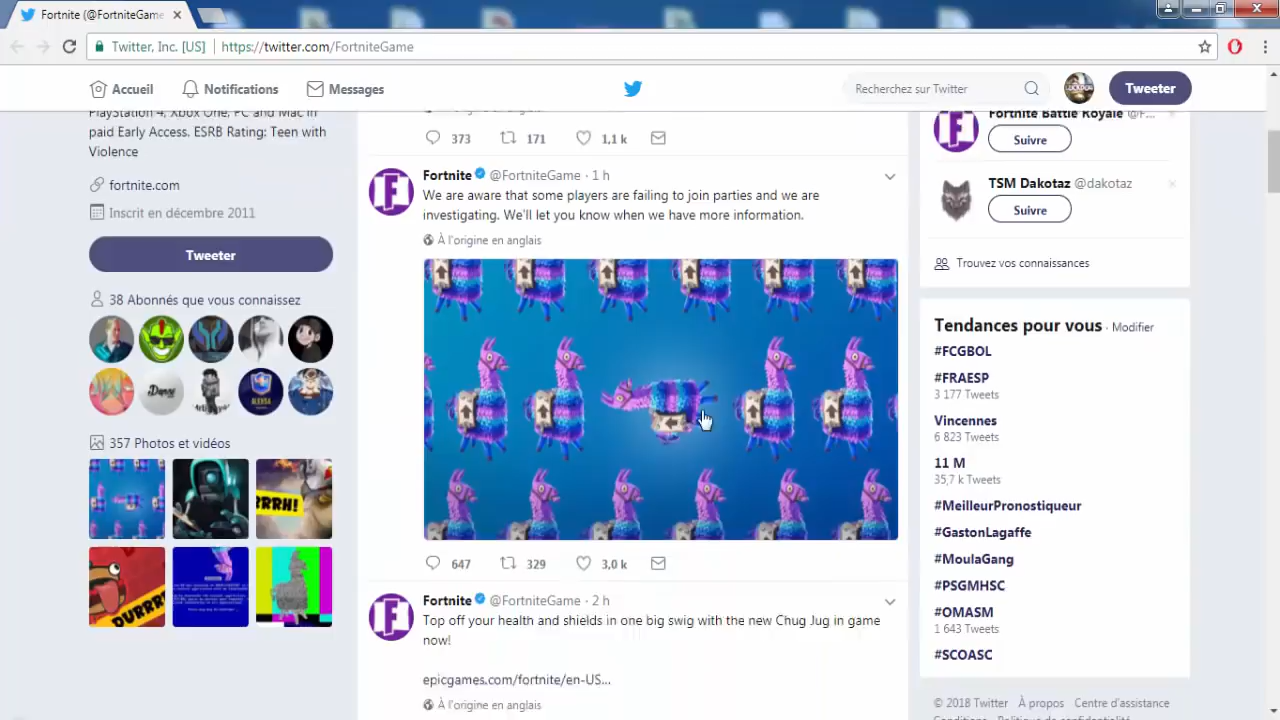 Fortnite (@FortniteGame
Twitter, Inc. [US]
https://twitter.com/FortniteGame
Accueil
Notifications
Messages
Recherchez sur Twitter
Tweeter
PlayStation 4, Xbox One, PC and Mac in
paid Early Access. ESRB Rating: Teen with
Violence
fortnite.com
Inscrit en décembre 2011
Tweeter
38 Abonnés que vous connaissez
357 Photos et vidéos
373 171 1,1 k
Fortnite @FortniteGame · 1 h
We are aware that some players are failing to join parties and we are
investigating. We'll let you know when we have more information.
À l'origine en anglais
647 329 3,0 k
Fortnite @FortniteGame · 2 h
Top off your health and shields in one big swig with the new Chug Jug in game
now!
epicgames.com/fortnite/en-US...
À l'origine en anglais
Fortnite Battle Royale @F...
Suivre
TSM Dakotaz @dakotaz
Suivre
Trouvez vos connaissances
Tendances pour vous · Modifier
#FCGBOL
#FRAESP
3 177 Tweets
Vincennes
6 823 Tweets
11 M
35,7 k Tweets
#MeilleurPronostiqueur
#GastonLagaffe
#MoulaGang
#PSGMHSC
#OMASM
1 643 Tweets
#SCOASC
© 2018 Twitter À propos Centre d'assistance
Conditions Politique de confidentialité